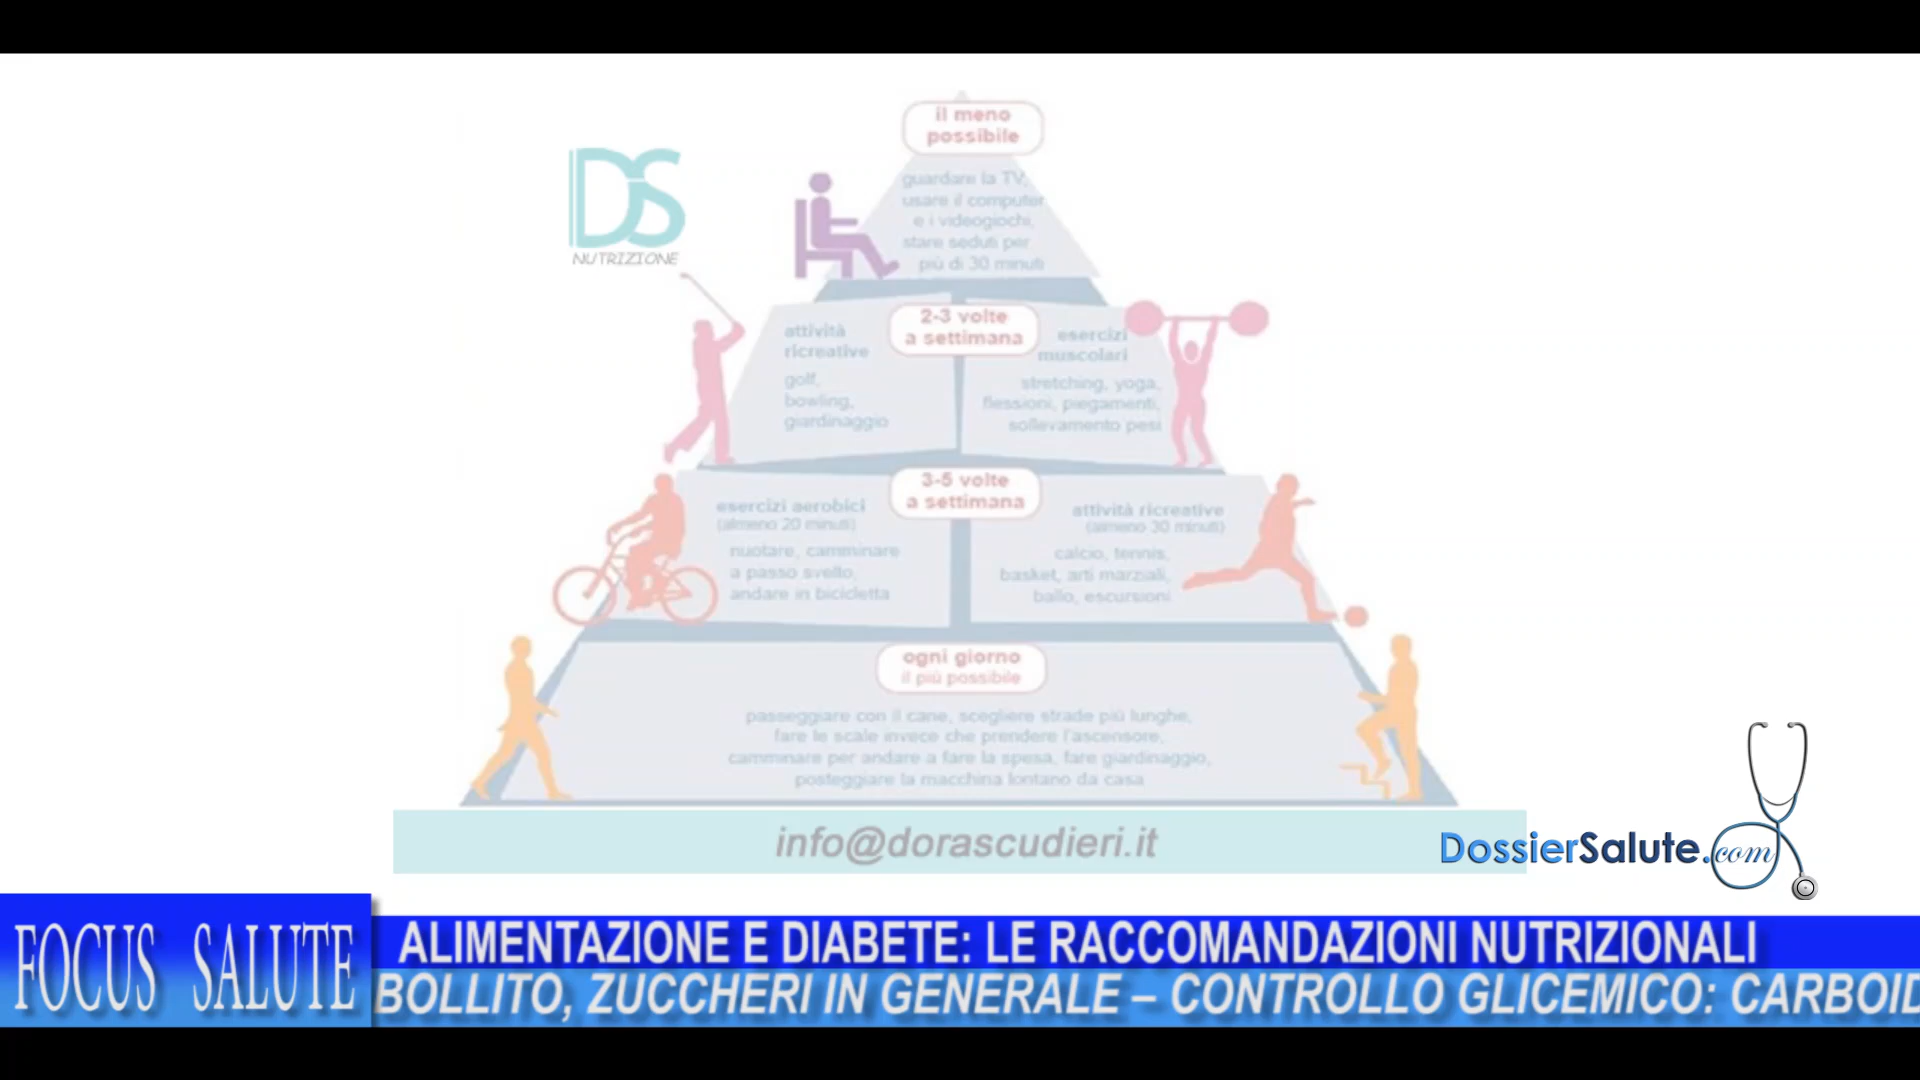 il meno
possibile
DS
NUTRIZIONE
guardare la TV,
usare il computer
e i videogiochi,
stare seduti per
più di 30 minuti
2-3 volte
a settimana
attività
ricreative
golf,
bowling,
giardinaggio
esercizi
muscolari
stretching, yoga,
flessioni, piegamenti,
sollevamento pesi
3-5 volte
a settimana
esercizi aerobici
(almeno 20 minuti)
nuotare, camminare
a passo svello,
andare in bicicletta
attività ricreative
(almeno 30 minuti)
calcio, tennis,
basket, arti marziali,
ballo, escursioni
ogni giorno
il più possibile
passeggiare con il cane, scegliere strade più lunghe,
fare le scale invece che prendere l'ascensore,
camminare per andare a fare la spesa, fare giardinaggio,
posteggiare la macchina lontano da casa
info@dorascudieri.it
DossierSalute.com
FOCUS SALUTE
ALIMENTAZIONE E DIABETE: LE RACCOMANDAZIONI NUTRIZIONALI
BOLLITO, ZUCCHERI IN GENERALE – CONTROLLO GLICEMICO: CARBOID